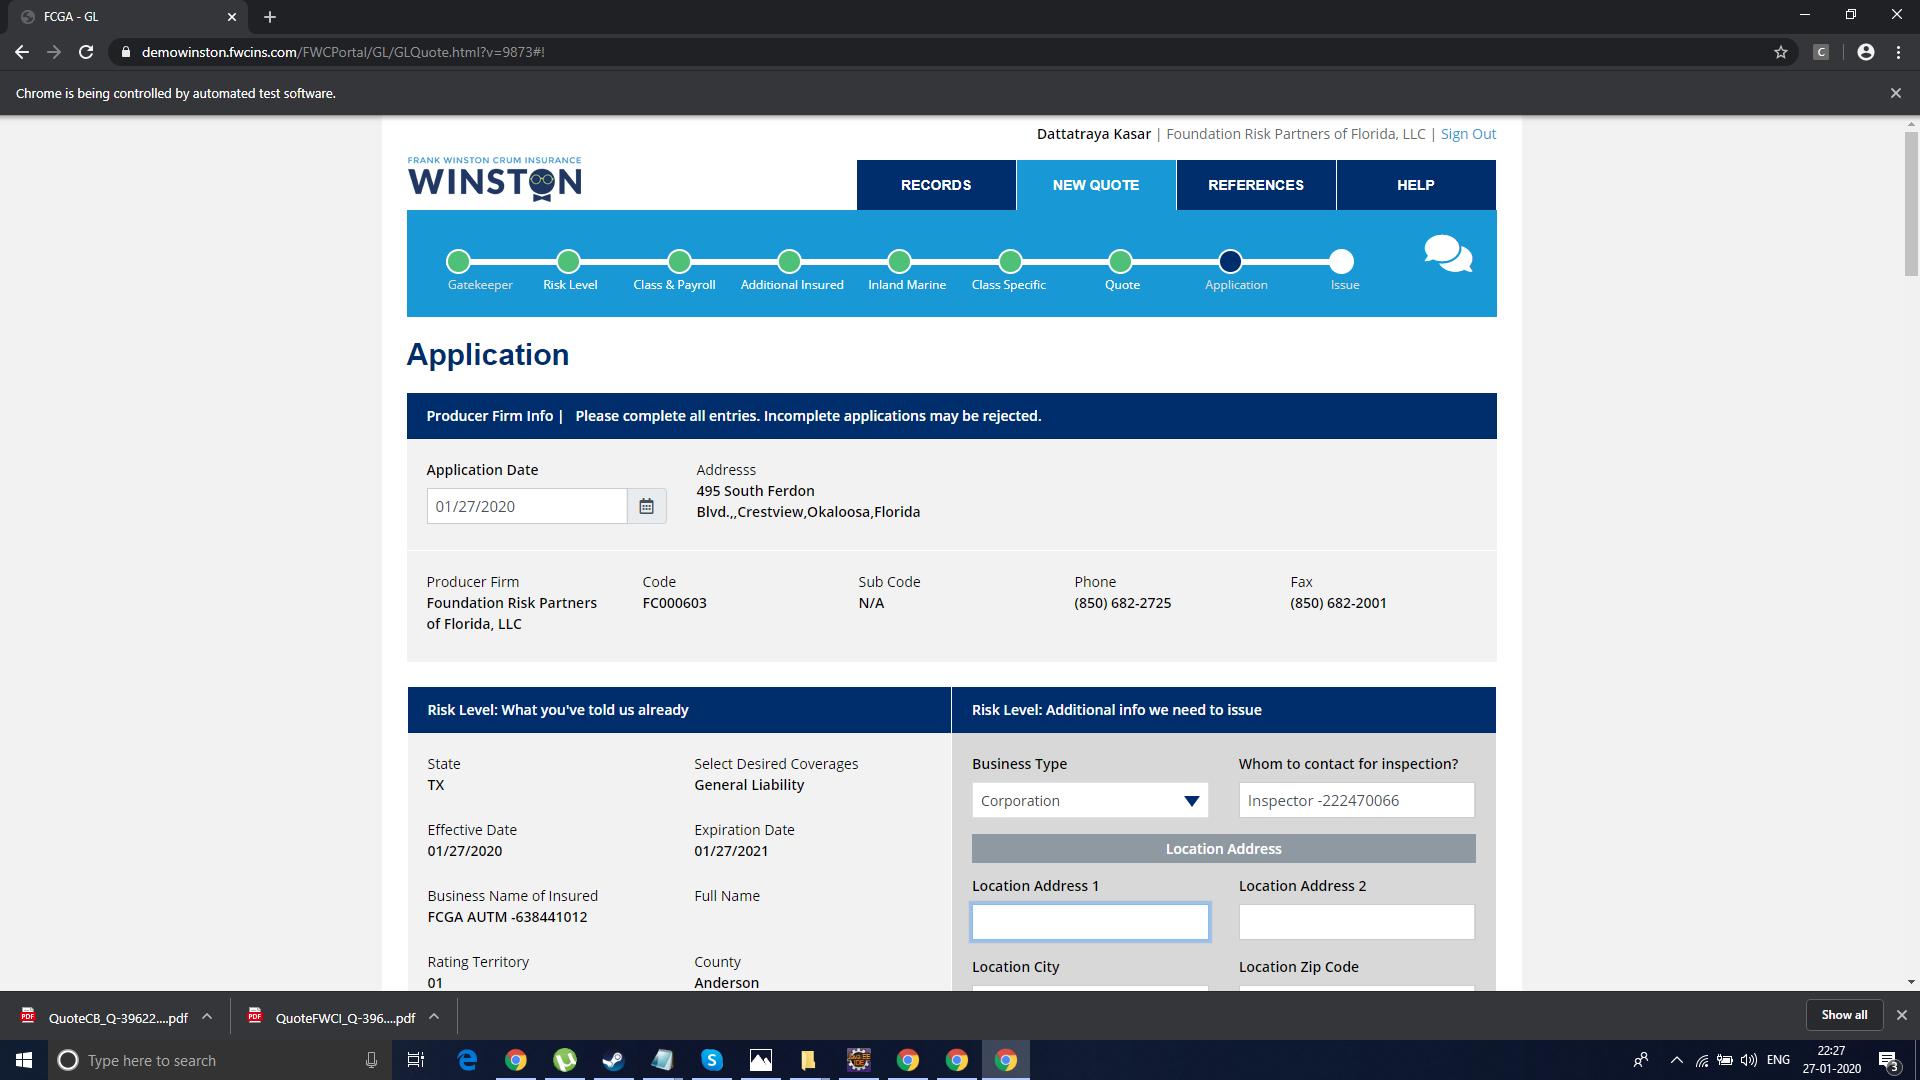 FCGA - GL
demowinston.fwcins.com/FWCPortal/GL/GLQuote.html?v=9873#!
C
Chrome is being controlled by automated test software.
Dattatraya Kasar | Foundation Risk Partners of Florida, LLC | Sign Out
FRANK WINSTON CRUM INSURANCE
WINSTON
RECORDS
NEW QUOTE
REFERENCES
HELP
Gatekeeper
Risk Level
Class & Payroll
Additional Insured
Inland Marine
Class Specific
Quote
Application
Issue
Application
Producer Firm Info | Please complete all entries. Incomplete applications may be rejected.
Application Date
01/27/2020
Addresss
495 South Ferdon
Blvd.,,Crestview,Okaloosa,Florida
Producer Firm
Foundation Risk Partners
of Florida, LLC
Code
FC000603
Sub Code
N/A
Phone
(850) 682-2725
Fax
(850) 682-2001
Risk Level: What you've told us already
State
TX
Select Desired Coverages
General Liability
Effective Date
01/27/2020
Expiration Date
01/27/2021
Business Name of Insured
FCGA AUTM -638441012
Full Name
Rating Territory
01
County
Anderson
Risk Level: Additional info we need to issue
Business Type
Corporation
Whom to contact for inspection?
Inspector -222470066
Location Address
Location Address 1
Location Address 2
Location City
Location Zip Code
PDF
QuoteCB_Q-39622....pdf
PDF
QuoteFWCI_Q-396....pdf
Show all
Type here to search
ENG
22:27
27-01-2020
3